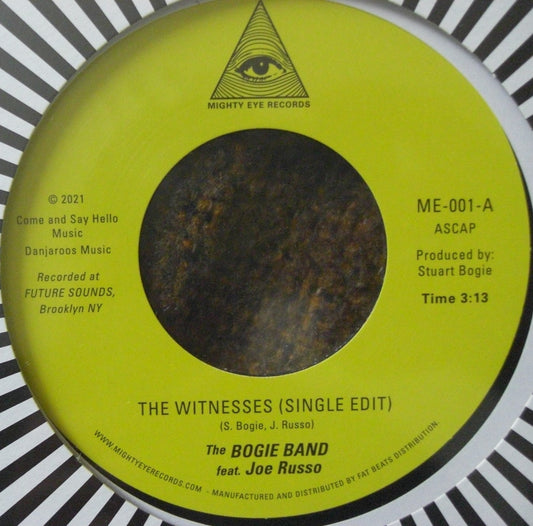 MIGHTY EYE RECORDS
© 2021
Come and Say Hello
Music
Danjaroos Music
Recorded at
FUTURE SOUNDS,
Brooklyn NY
ME-001-A
ASCAP
Produced by:
Stuart Bogie
Time 3:13
THE WITNESSES (SINGLE EDIT)
(S. Bogie, J. Russo)
The BOGIE BAND
feat. Joe Russo
WWW.MIGHTYEYERECORDS.COM - MANUFACTURED AND DISTRIBUTED BY FAT BEATS DISTRIBUTION.